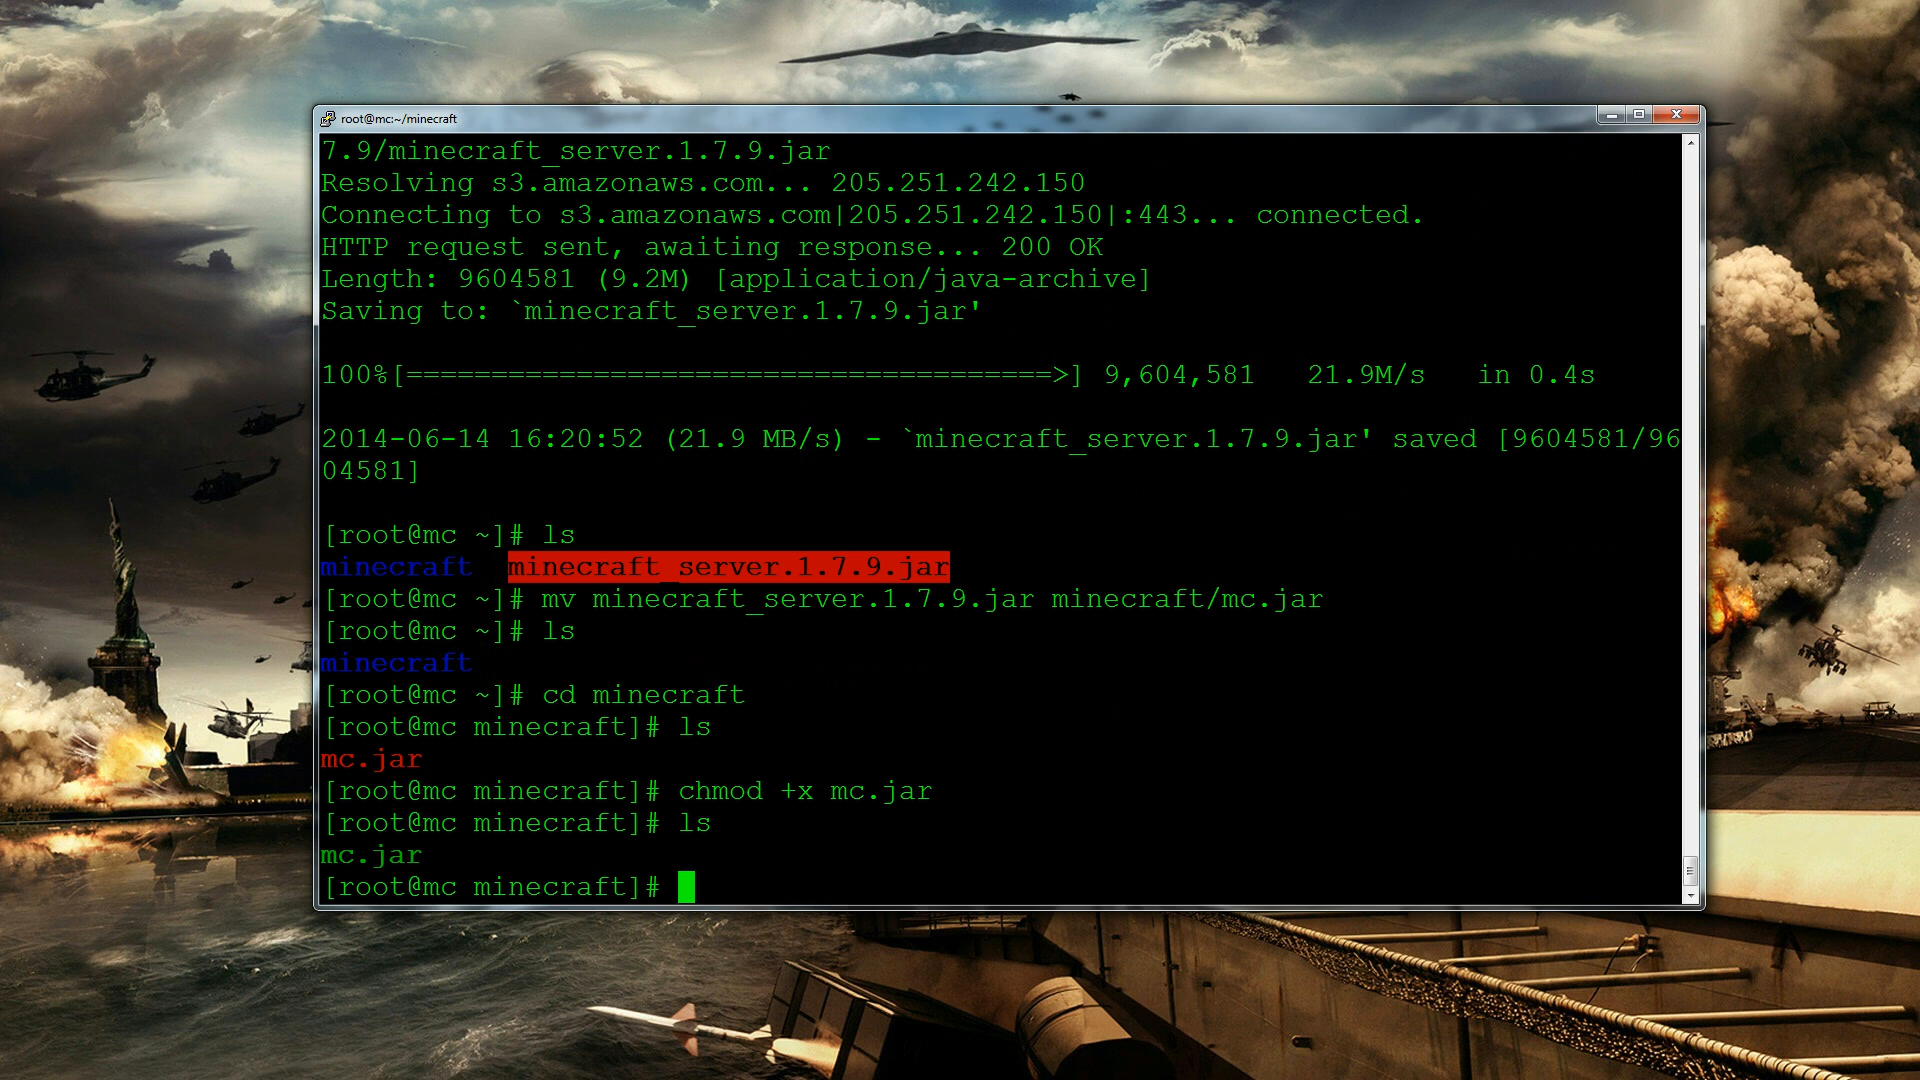 root@mc:~/minecraft
7.9/minecraft_server.1.7.9.jar
Resolving s3.amazonaws.com... 205.251.242.150
Connecting to s3.amazonaws.com|205.251.242.150|:443... connected.
HTTP request sent, awaiting response... 200 OK
Length: 9604581 (9.2M) [application/java-archive]
Saving to: `minecraft_server.1.7.9.jar'
100%[======================================>] 9,604,581   21.9M/s   in 0.4s
2014-06-14 16:20:52 (21.9 MB/s) - `minecraft_server.1.7.9.jar' saved [9604581/96
04581]
[root@mc ~]# ls
minecraft  minecraft_server.1.7.9.jar
[root@mc ~]# mv minecraft_server.1.7.9.jar minecraft/mc.jar
[root@mc ~]# ls
minecraft
[root@mc ~]# cd minecraft
[root@mc minecraft]# ls
mc.jar
[root@mc minecraft]# chmod +x mc.jar
[root@mc minecraft]# ls
mc.jar
[root@mc minecraft]#